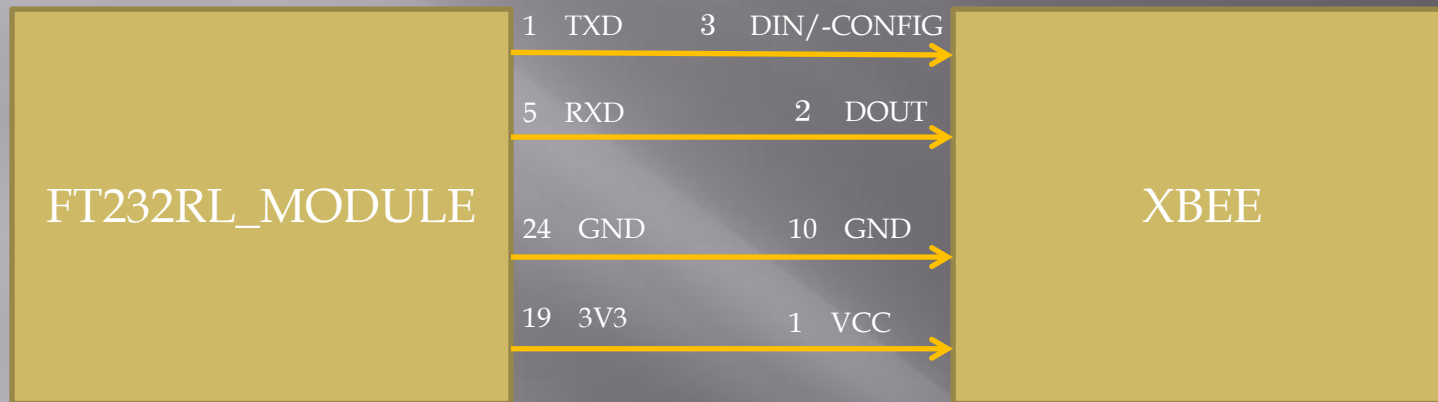 1 TXD 3 DIN/-CONFIG
5 RXD 2 DOUT
FT232RL_MODULE
XBEE
24 GND 10 GND
19 3V3 1 VCC